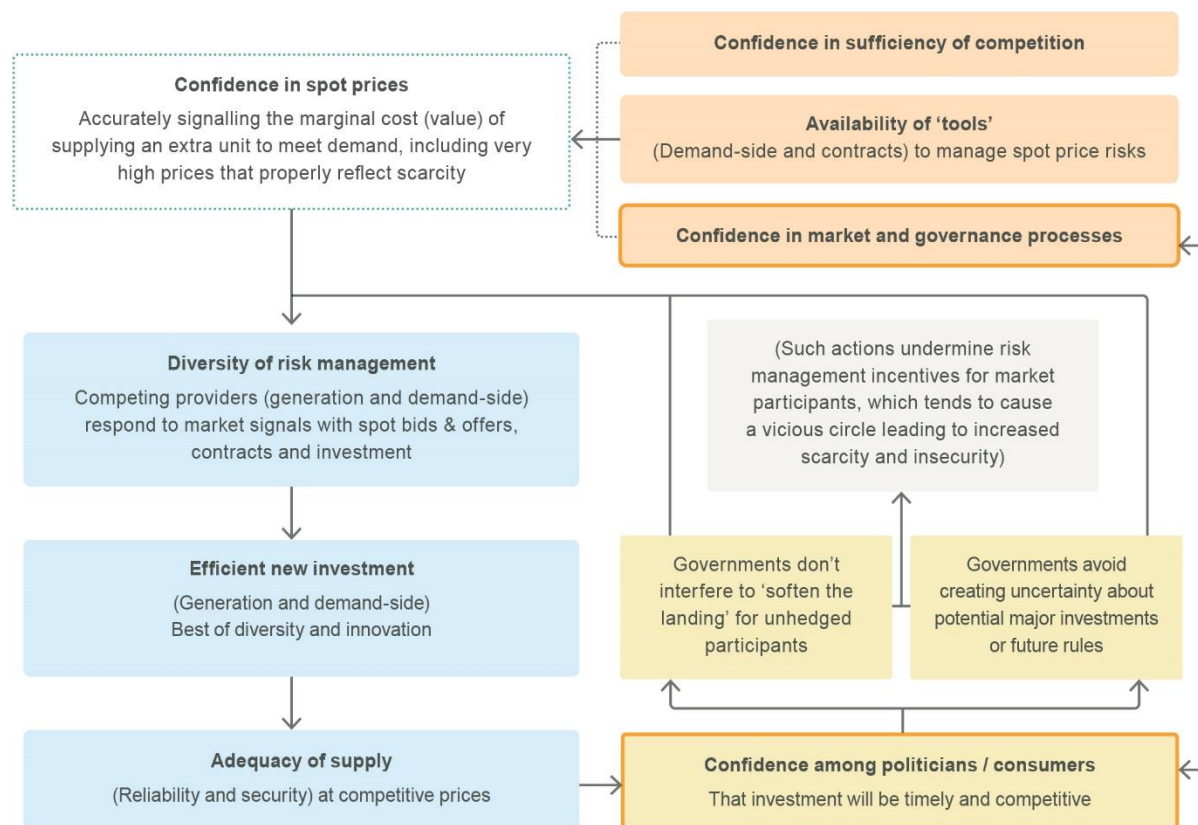 Confidence in spot prices
Accurately signalling the marginal cost (value) of
supplying an extra unit to meet demand, including very
high prices that properly reflect scarcity
Confidence in sufficiency of competition
Availability of ‘tools’
(Demand-side and contracts) to manage spot price risks
Confidence in market and governance processes
Diversity of risk management
Competing providers (generation and demand-side)
respond to market signals with spot bids & offers,
contracts and investment
(Such actions undermine risk
management incentives for market
participants, which tends to cause
a vicious circle leading to increased
scarcity and insecurity)
Efficient new investment
(Generation and demand-side)
Best of diversity and innovation
Governments don’t
interfere to ‘soften the
landing’ for unhedged
participants
Governments avoid
creating uncertainty about
potential major investments
or future rules
Adequacy of supply
(Reliability and security) at competitive prices
Confidence among politicians / consumers
That investment will be timely and competitive